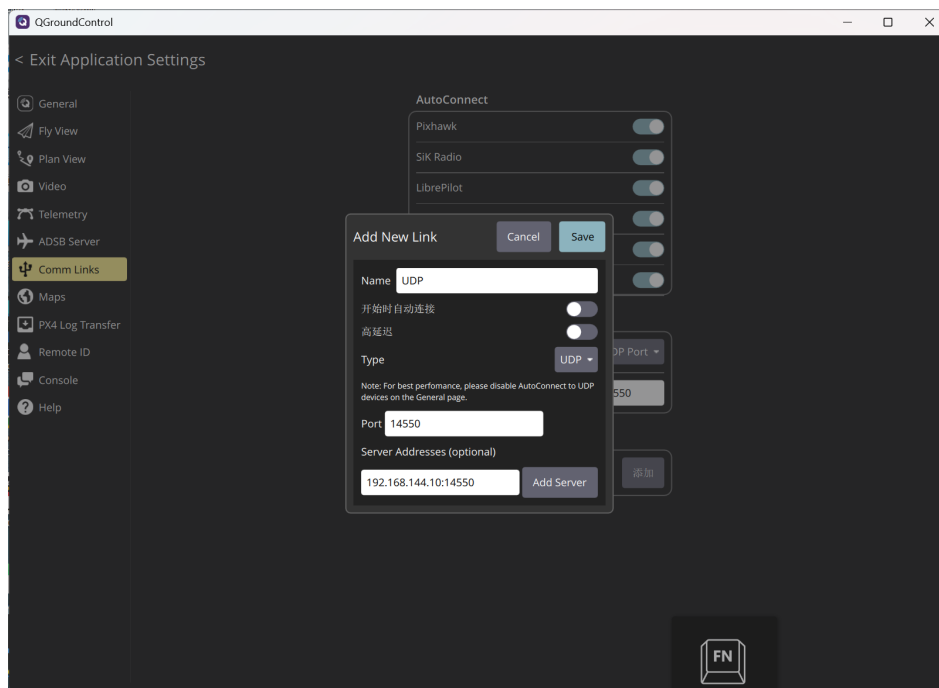 QGroundControl
< Exit Application Settings
General
Fly View
Plan View
Video
Telemetry
ADSB Server
Comm Links
Maps
PX4 Log Transfer
Remote ID
Console
Help
AutoConnect
Pixhawk
SiK Radio
LibrePilot
Add New Link
Cancel
Save
Name UDP
开始时自动连接
高延迟
Type UDP
Note: For best perfomance, please disable AutoConnect to UDP
devices on the General page.
Port 14550
Server Addresses (optional)
192.168.144.10:14550 Add Server
Port
550
添加
FN